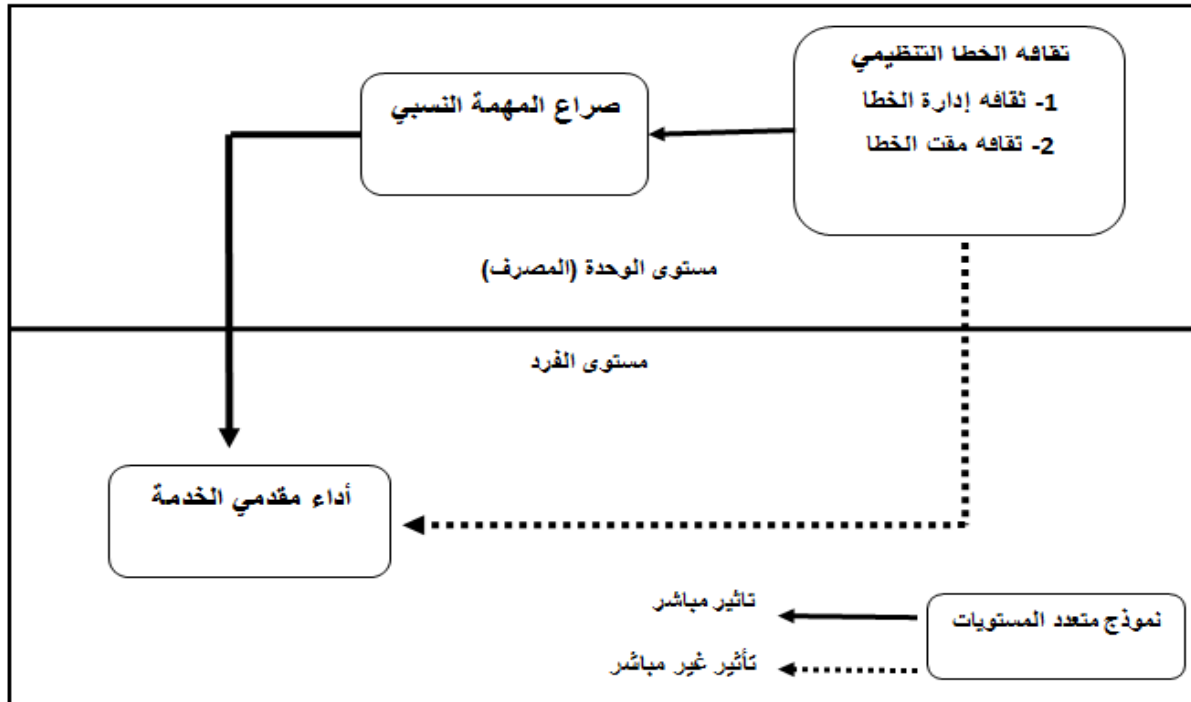 ثقافه الخطا التنظيمي
1- ثقافه إدارة الخطا
2- ثقافه مقت الخطا
صراع المهمة النسبي
مستوى الوحدة (المصرف)
مستوى الفرد
أداء مقدمي الخدمة
نموذج متعدد المستويات
تاثير مباشر
تأثير غير مباشر